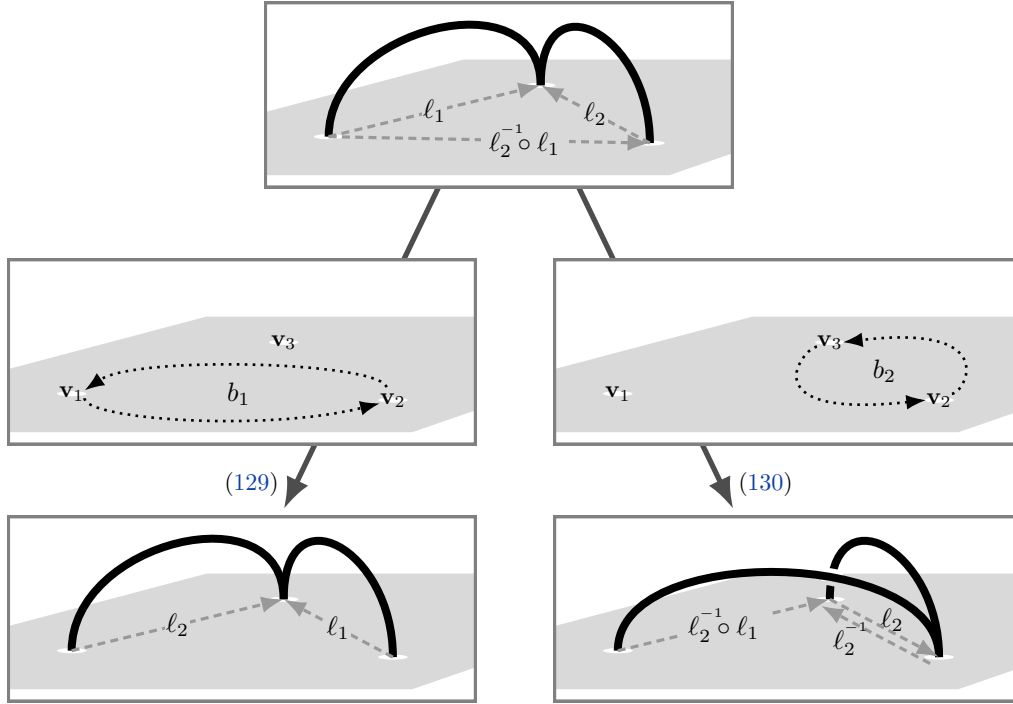 ℓ₁
ℓ₂
ℓ₂⁻¹ ∘ ℓ₁
v₃
v₁
b₁
v₂
v₃
b₂
v₁
v₂
(129)
(130)
ℓ₂
ℓ₁
ℓ₂⁻¹ ∘ ℓ₁
ℓ₂
ℓ₂⁻¹